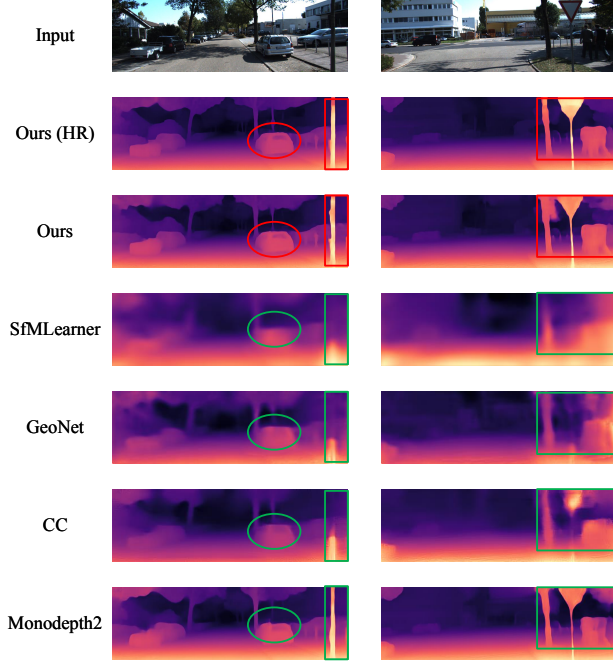 Input
Ours (HR)
Ours
SfMLearner
GeoNet
CC
Monodepth2